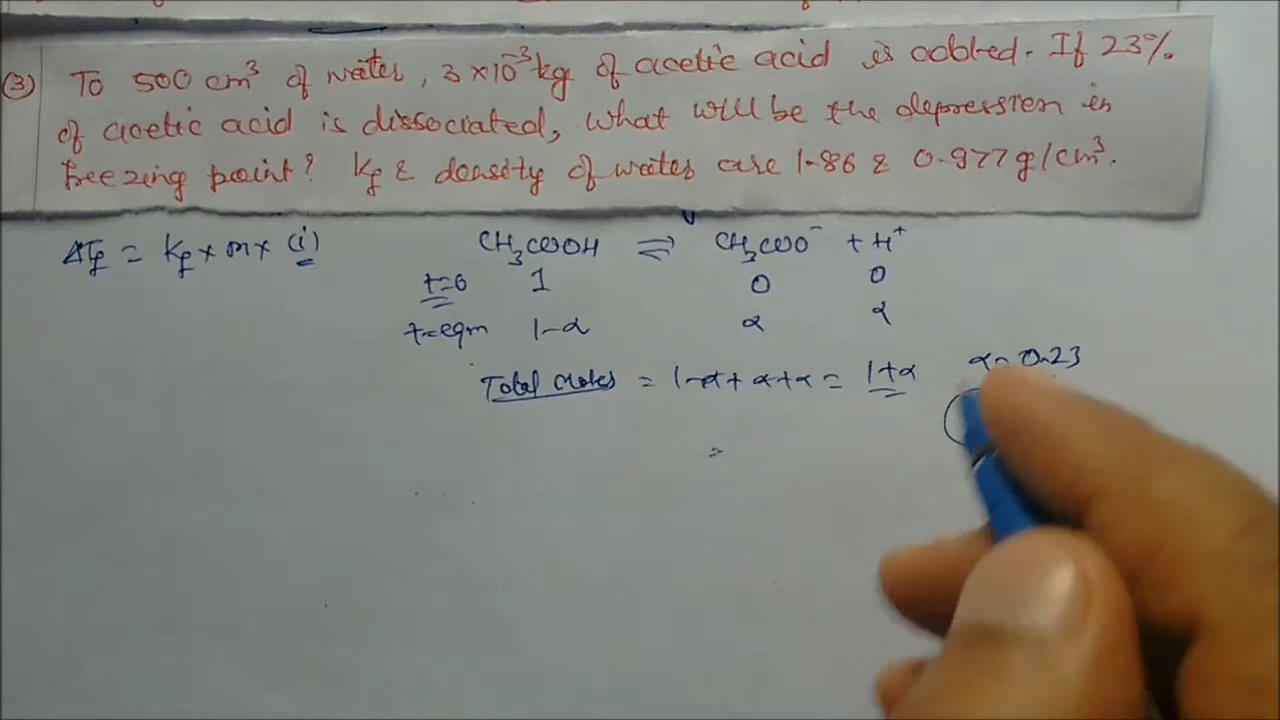 (3) To 500 cm³ of water, 3×10⁻³ kg of acetic acid is added. If 23%
of acetic acid is dissociated, what will be the depression in
freezing point? Kf & density of water are 1.86 & 0.977 g/cm³.
ΔTf = Kf × m × (i)
CH₃COOH ⇌ CH₃COO⁻ + H⁺
t=0 1 0 0
t=eqm 1-α α α
Total moles = 1-α+α+α = 1+α α = 0.23
=